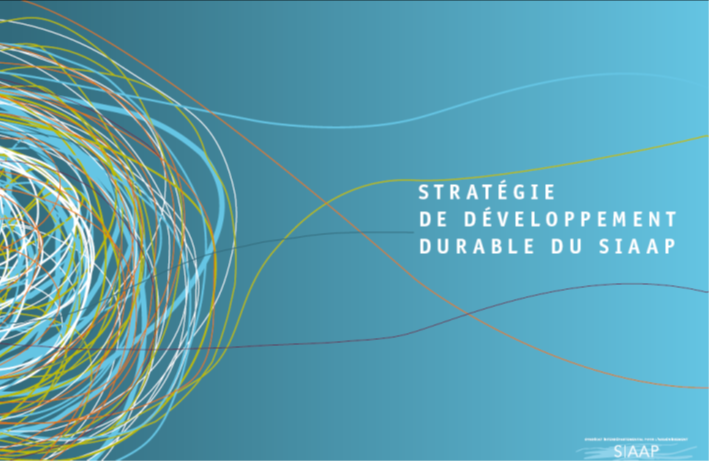 STRATÉGIE
DE DÉVELOPPEMENT
DURABLE DU SIAAP
SIAAP